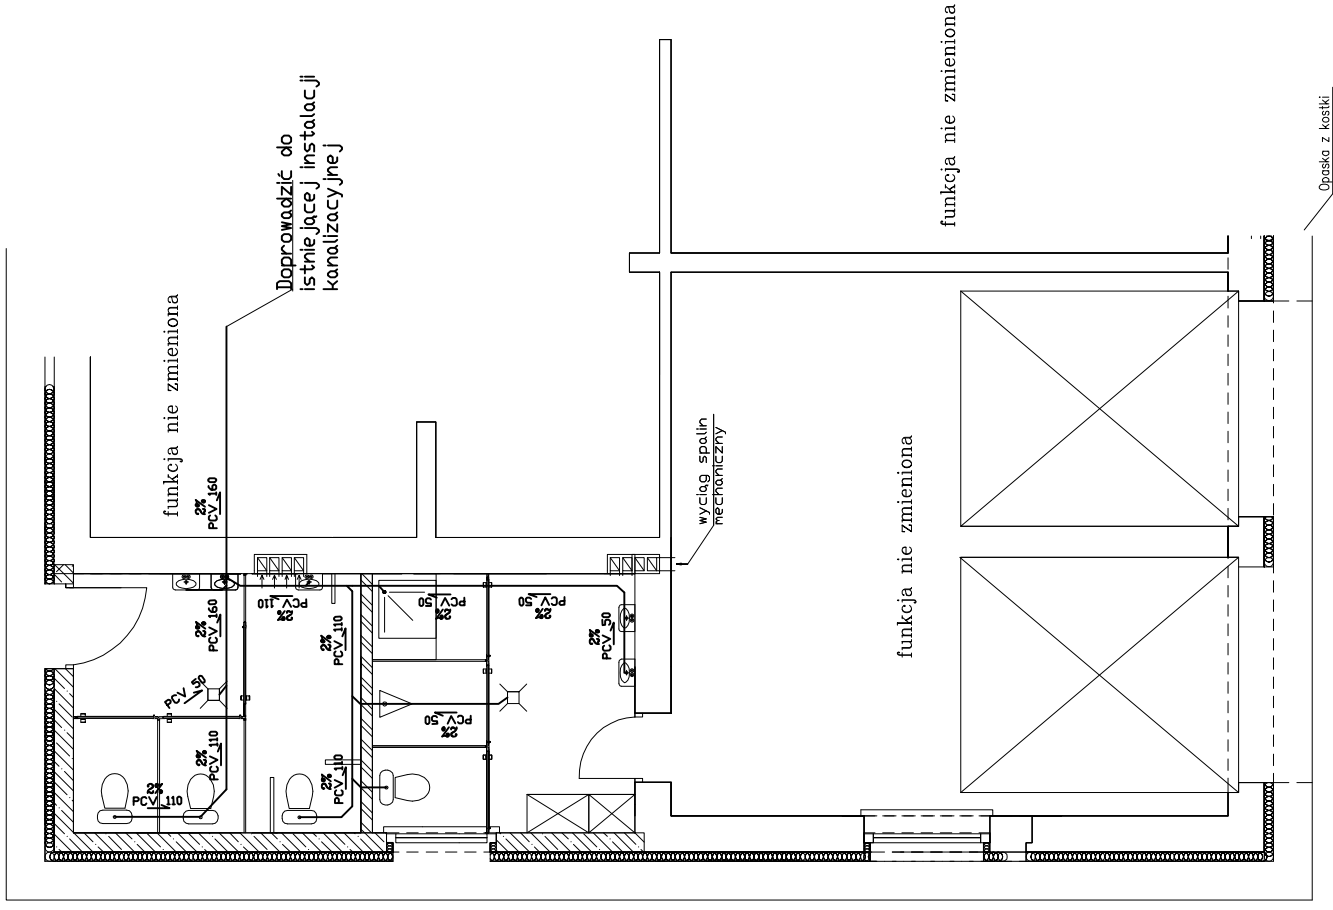 funkcja nie zmieniona
Doprowadzić do
istniejącej instalacji
kanalizacyjnej
funkcja nie zmieniona
Opaska z kostki
2%
PCV 160
wyciąg spalin
mechaniczny
funkcja nie zmieniona
2%
PCV 160
PCV 110
2%
2%
PCV 110
PCV 50
2%
PCV 50
2%
2%
PCV 50
PCV 50
PCV 50
2%
2%
PCV 110
2%
PCV 110
2%
PCV 110